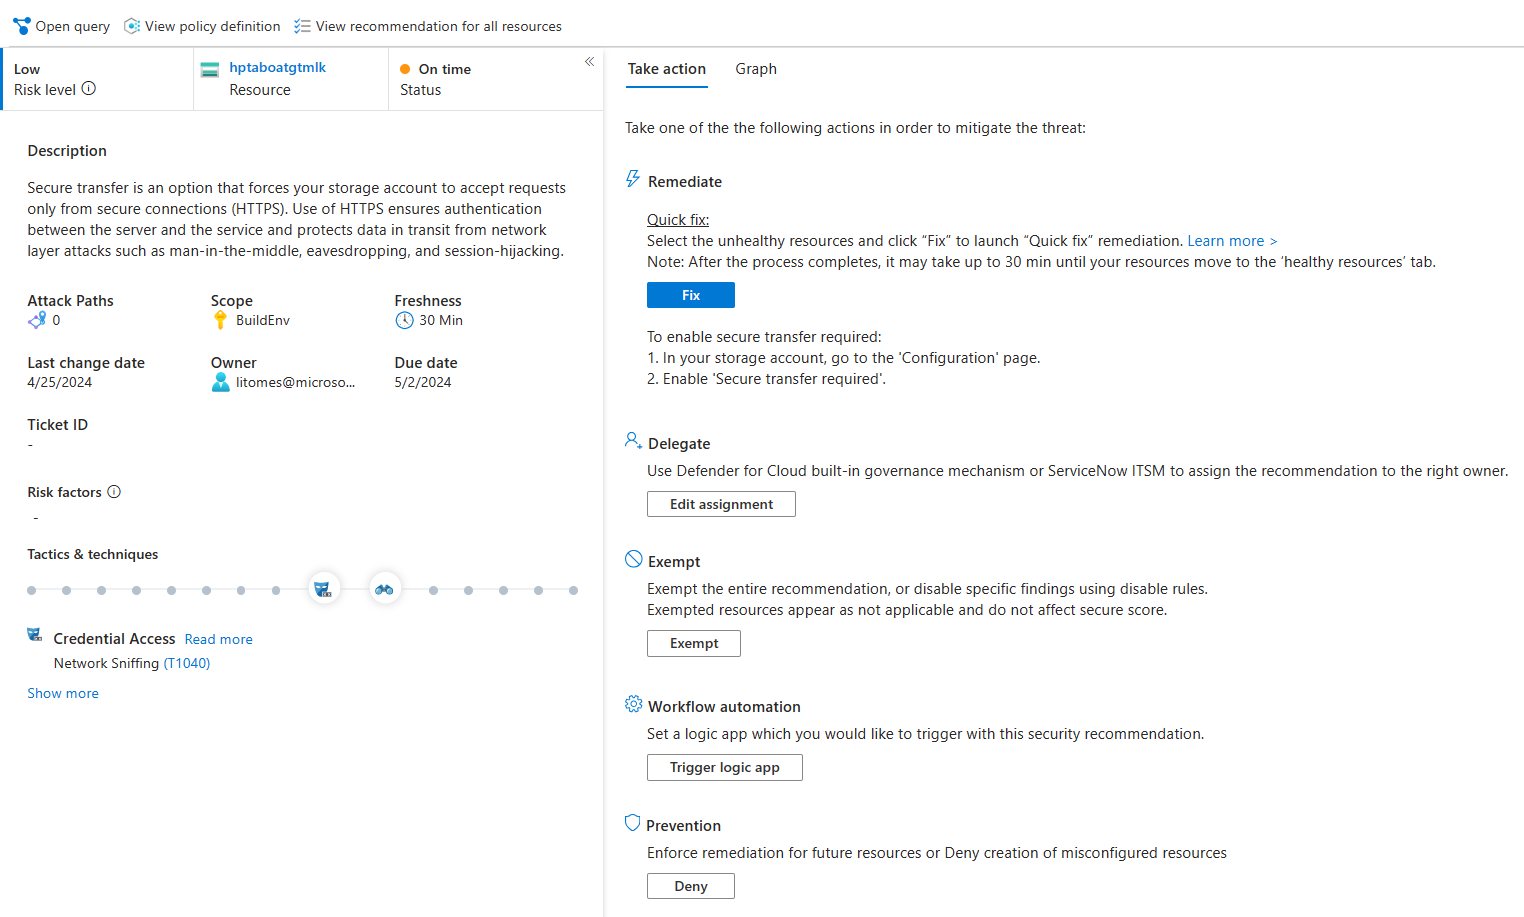 Open query
View policy definition
View recommendation for all resources
Low
Risk level
hptaboatgtmlk
Resource
On time
Status
Description
Secure transfer is an option that forces your storage account to accept requests
only from secure connections (HTTPS). Use of HTTPS ensures authentication
between the server and the service and protects data in transit from network
layer attacks such as man-in-the-middle, eavesdropping, and session-hijacking.
Attack Paths
0
Scope
BuildEnv
Freshness
30 Min
Last change date
4/25/2024
Owner
litomes@microso...
Due date
5/2/2024
Ticket ID
-
Risk factors
-
Tactics & techniques
Credential Access Read more
Network Sniffing (T1040)
Show more
Take action
Graph
Take one of the the following actions in order to mitigate the threat:
Remediate
Quick fix:
Select the unhealthy resources and click “Fix” to launch “Quick fix” remediation. Learn more >
Note: After the process completes, it may take up to 30 min until your resources move to the ‘healthy resources’ tab.
Fix
To enable secure transfer required:
1. In your storage account, go to the 'Configuration' page.
2. Enable 'Secure transfer required'.
Delegate
Use Defender for Cloud built-in governance mechanism or ServiceNow ITSM to assign the recommendation to the right owner.
Edit assignment
Exempt
Exempt the entire recommendation, or disable specific findings using disable rules.
Exempted resources appear as not applicable and do not affect secure score.
Exempt
Workflow automation
Set a logic app which you would like to trigger with this security recommendation.
Trigger logic app
Prevention
Enforce remediation for future resources or Deny creation of misconfigured resources
Deny